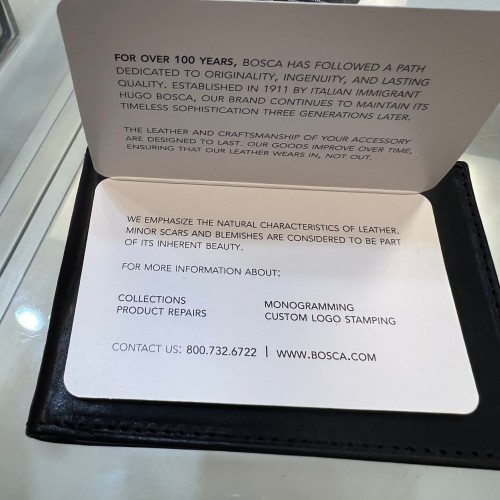 FOR OVER 100 YEARS, BOSCA HAS FOLLOWED A PATH
DEDICATED TO ORIGINALITY, INGENUITY, AND LASTING
QUALITY. ESTABLISHED IN 1911 BY ITALIAN IMMIGRANT
HUGO BOSCA, OUR BRAND CONTINUES TO MAINTAIN ITS
TIMELESS SOPHISTICATION THREE GENERATIONS LATER.
THE LEATHER AND CRAFTSMANSHIP OF YOUR ACCESSORY
ARE DESIGNED TO LAST. OUR GOODS IMPROVE OVER TIME,
ENSURING THAT OUR LEATHER WEARS IN, NOT OUT.
WE EMPHASIZE THE NATURAL CHARACTERISTICS OF LEATHER.
MINOR SCARS AND BLEMISHES ARE CONSIDERED TO BE PART
OF ITS INHERENT BEAUTY.
FOR MORE INFORMATION ABOUT:
COLLECTIONS
PRODUCT REPAIRS
MONOGRAMMING
CUSTOM LOGO STAMPING
CONTACT US: 800.732.6722 | WWW.BOSCA.COM